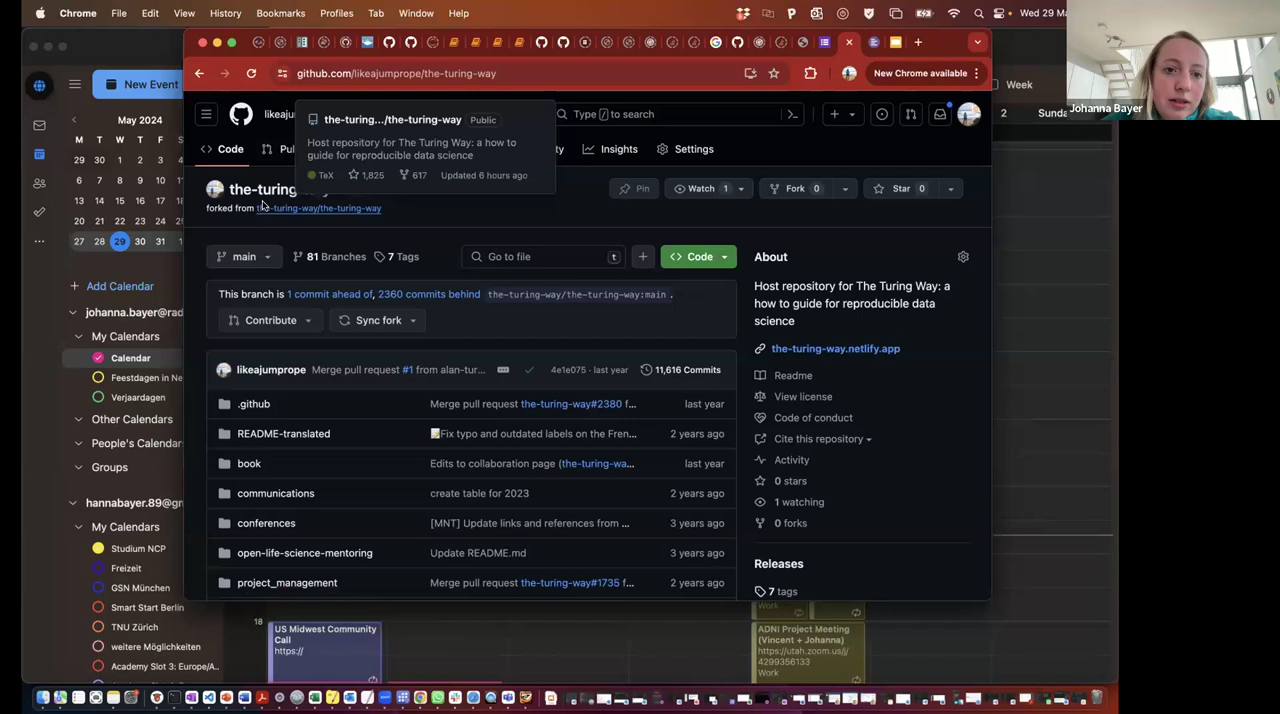 Chrome File Edit View History Bookmarks Profiles Tab Window Help
Wed 29 Ma
Johanna Bayer
New Event
Week
2 Sunda
github.com/likeajumprope/the-turing-way
New Chrome available
likeaj
the-turing.../the-turing-way Public
Host repository for The Turing Way: a how to
guide for reproducible data science
TeX 1,825 617 Updated 6 hours ago
Type / to search
Code
Pul
ty
Insights
Settings
the-turing
forked from the-turing-way/the-turing-way
Pin
Watch 1
Fork 0
Star 0
main
81 Branches
7 Tags
Go to file t
Code
This branch is 1 commit ahead of, 2360 commits behind the-turing-way/the-turing-way:main .
Contribute
Sync fork
likeajumprope Merge pull request #1 from alan-tur... 4e1e075 · last year 11,616 Commits
.github Merge pull request the-turing-way#2380 f... last year
README-translated 📝Fix typo and outdated labels on the Fren... 2 years ago
book Edits to collaboration page (the-turing-wa... last year
communications create table for 2023 2 years ago
conferences [MNT] Update links and references from ... 3 years ago
open-life-science-mentoring Update README.md 3 years ago
project_management Merge pull request the-turing-way#1735 f... 2 years ago
About
Host repository for The Turing Way: a
how to guide for reproducible data
science
the-turing-way.netlify.app
Readme
View license
Code of conduct
Cite this repository
Activity
0 stars
1 watching
0 forks
Releases
7 tags
May 2024
M T W T F S
29 30 1 2 3 4
6 7 8 9 10 11
13 14 15 16 17 18
20 21 22 23 24 25
27 28 29 30 31 1
Add Calendar
johanna.bayer@rad
My Calendars
Calendar
Feestdagen in Ne
Verjaardagen
Other Calendars
People's Calenda
Groups
hannabayer.89@gm
My Calendars
Studium NCP
Freizeit
GSN München
Smart Start Berlin
TNU Zürich
weitere Möglichkeiten
Academy Slot 3: Europe/A...
18
US Midwest Community
Call
https://
Work
ADNI Project Meeting
(Vincent + Johanna)
https://utah.zoom.us/j/
4299356133
Work